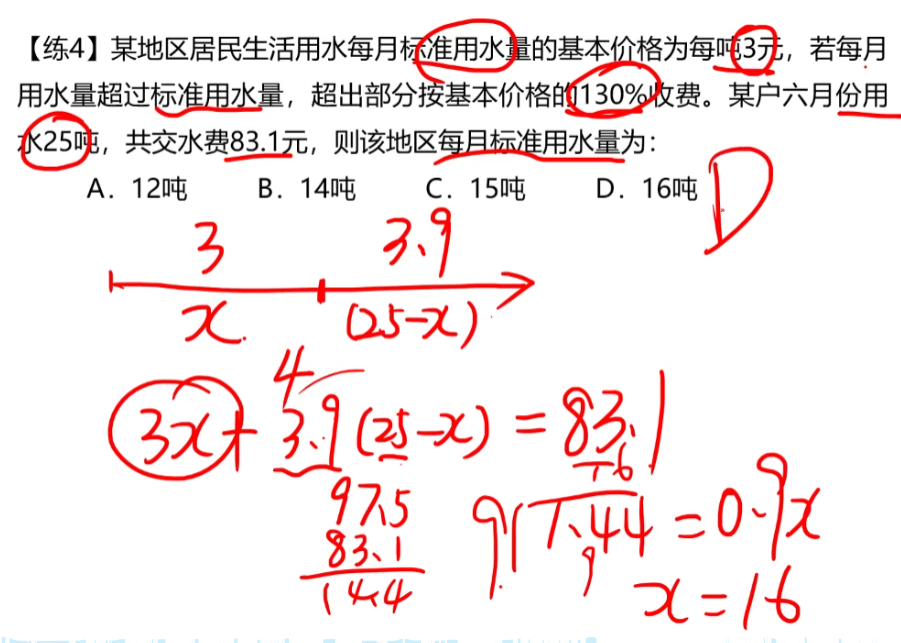 【练4】某地区居民生活用水每月标准用水量的基本价格为每吨3元，若每月
用水量超过标准用水量，超出部分按基本价格的130%收费。某户六月份用
水25吨，共交水费83.1元，则该地区每月标准用水量为：
A. 12吨 B. 14吨 C. 15吨 D. 16吨
D
3 3.9
x (25-x)
4
3x+3.9(25-x)=83.1
97.5
83.1
14.4
1.6
9 1.44=0.9x
9
x=16